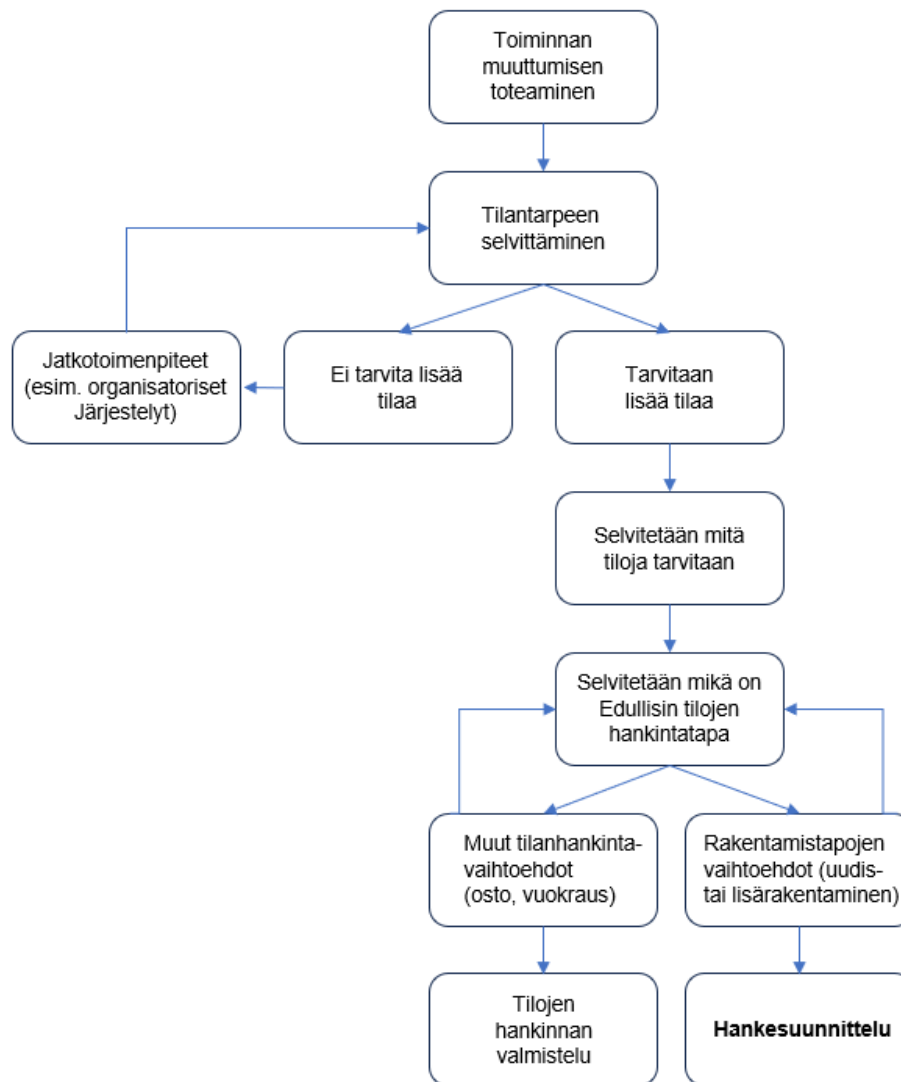 Toiminnan
muuttumisen
toteaminen
Tilantarpeen
selvittäminen
Jatkotoimenpiteet
(esim. organisatoriset
Järjestelyt)
Ei tarvita lisää
tilaa
Tarvitaan
lisää tilaa
Selvitetään mitä
tiloja tarvitaan
Selvitetään mikä on
Edullisin tilojen
hankintatapa
Muut tilanhankinta-
vaihtoehdot
(osto, vuokraus)
Rakentamistapojen
vaihtoehdot (uudis-
tai lisärakentaminen)
Tilojen
hankinnan
valmistelu
Hankesuunnittelu